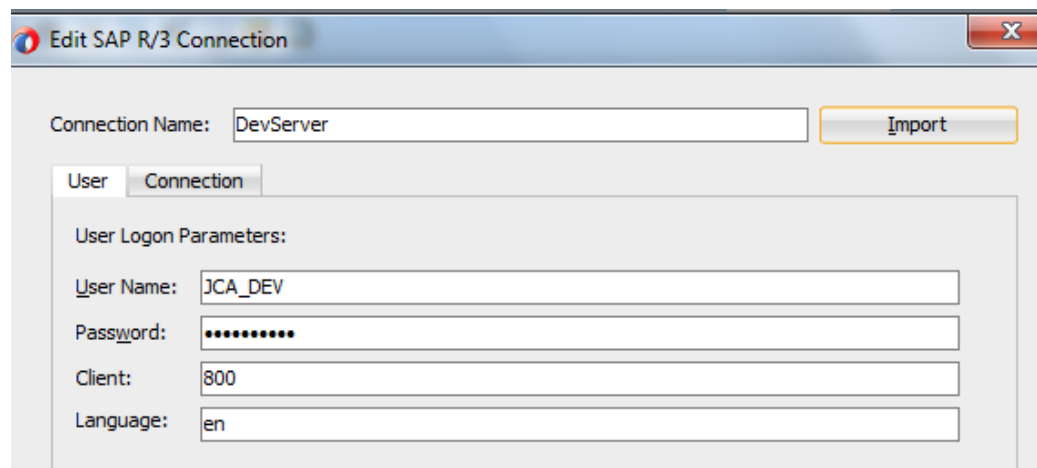 Edit SAP R/3 Connection
Connection Name: DevServer Import
User Connection
User Logon Parameters:
User Name: JCA_DEV
Password: ••••••••••
Client: 800
Language: en